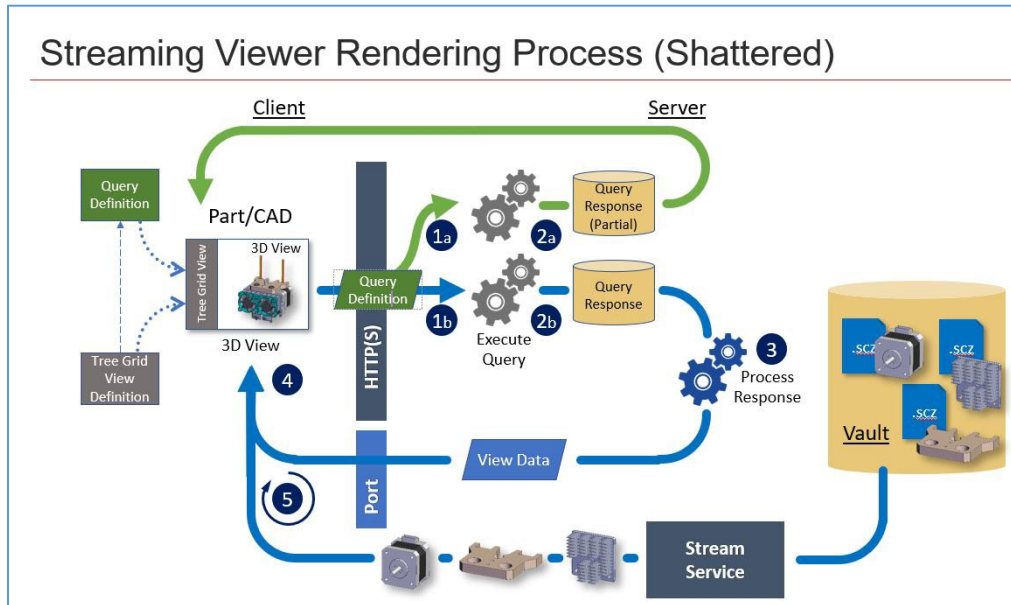 Streaming Viewer Rendering Process (Shattered)
Client
Server
Query
Definition
Part/CAD
3D View
Tree Grid View
3D View
Tree Grid
View
Definition
HTTP(S)
Query
Definition
1a
1b
2a
2b
Execute
Query
Query
Response
(Partial)
Query
Response
3
Process
Response
4
View Data
Port
5
.SCZ
.SCZ
.SCZ
Vault
Stream
Service